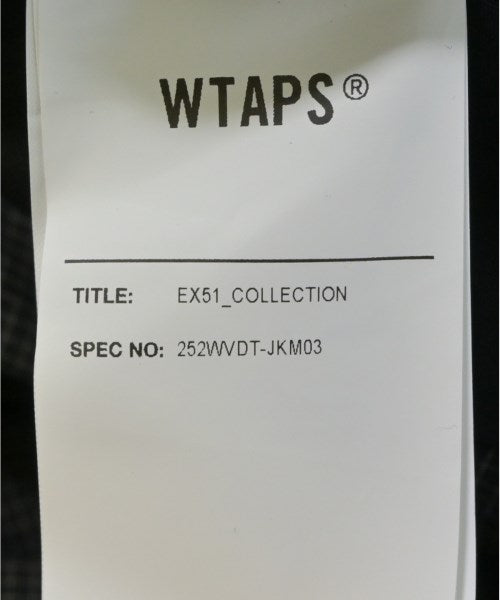 WTAPS®
TITLE: EX51_COLLECTION
SPEC NO: 252WVDT-JKM03